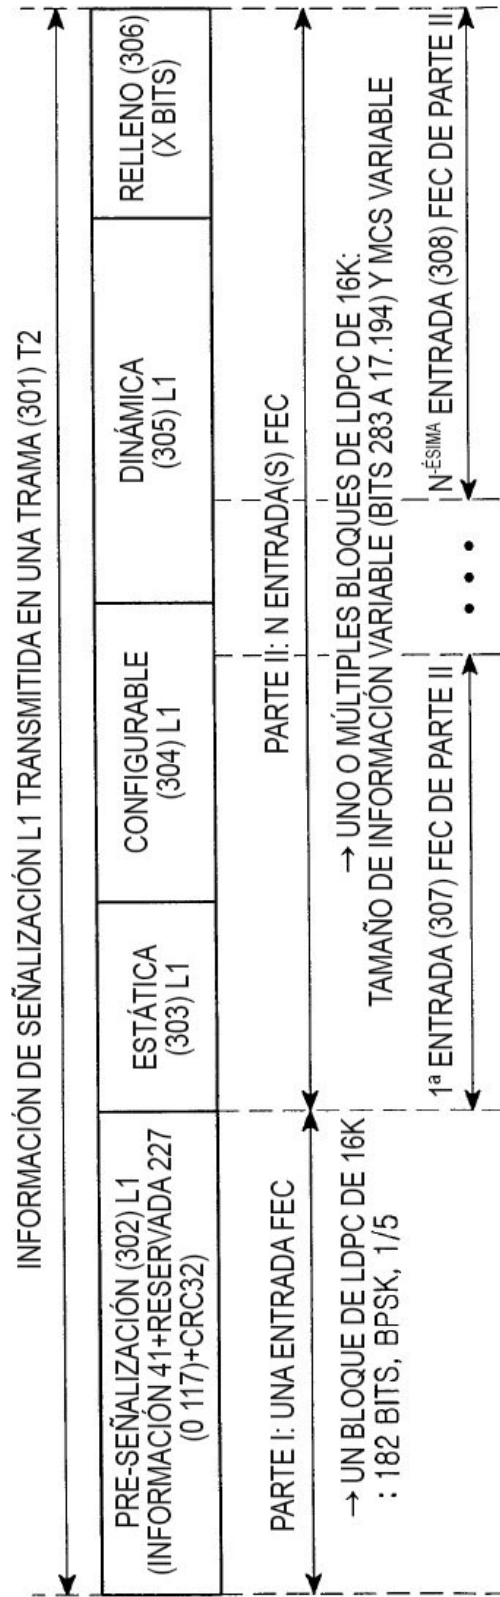 INFORMACIÓN DE SEÑALIZACIÓN L1 TRANSMITIDA EN UNA TRAMA (301) T2
PRE-SEÑALIZACIÓN (302) L1
(INFORMACIÓN 41+RESERVADA 227
(0 117)+CRC32)
ESTÁTICA
(303) L1
CONFIGURABLE
(304) L1
DINÁMICA
(305) L1
RELLENO (306)
(X BITS)
PARTE I: UNA ENTRADA FEC
→ UN BLOQUE DE LDPC DE 16K
: 182 BITS, BPSK, 1/5
PARTE II: N ENTRADA(S) FEC
→ UNO O MÚLTIPLES BLOQUES DE LDPC DE 16K:
TAMAÑO DE INFORMACIÓN VARIABLE (BITS 283 A 17.194) Y MCS VARIABLE
1ª ENTRADA (307) FEC DE PARTE II
• • •
N-ÉSIMA ENTRADA (308) FEC DE PARTE II